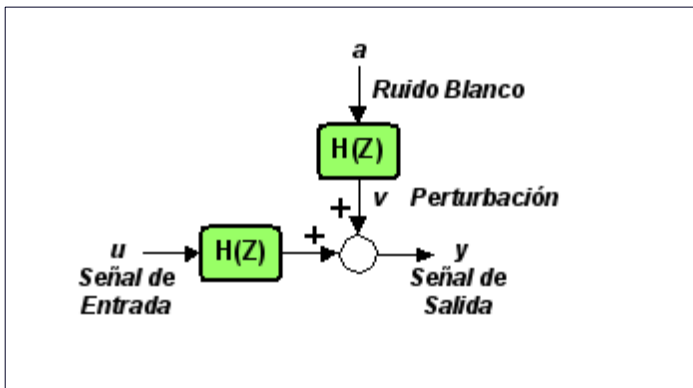 a
Ruido Blanco
H(Z)
+ v Perturbación
u H(Z) + y
Señal de Entrada
Señal de Salida